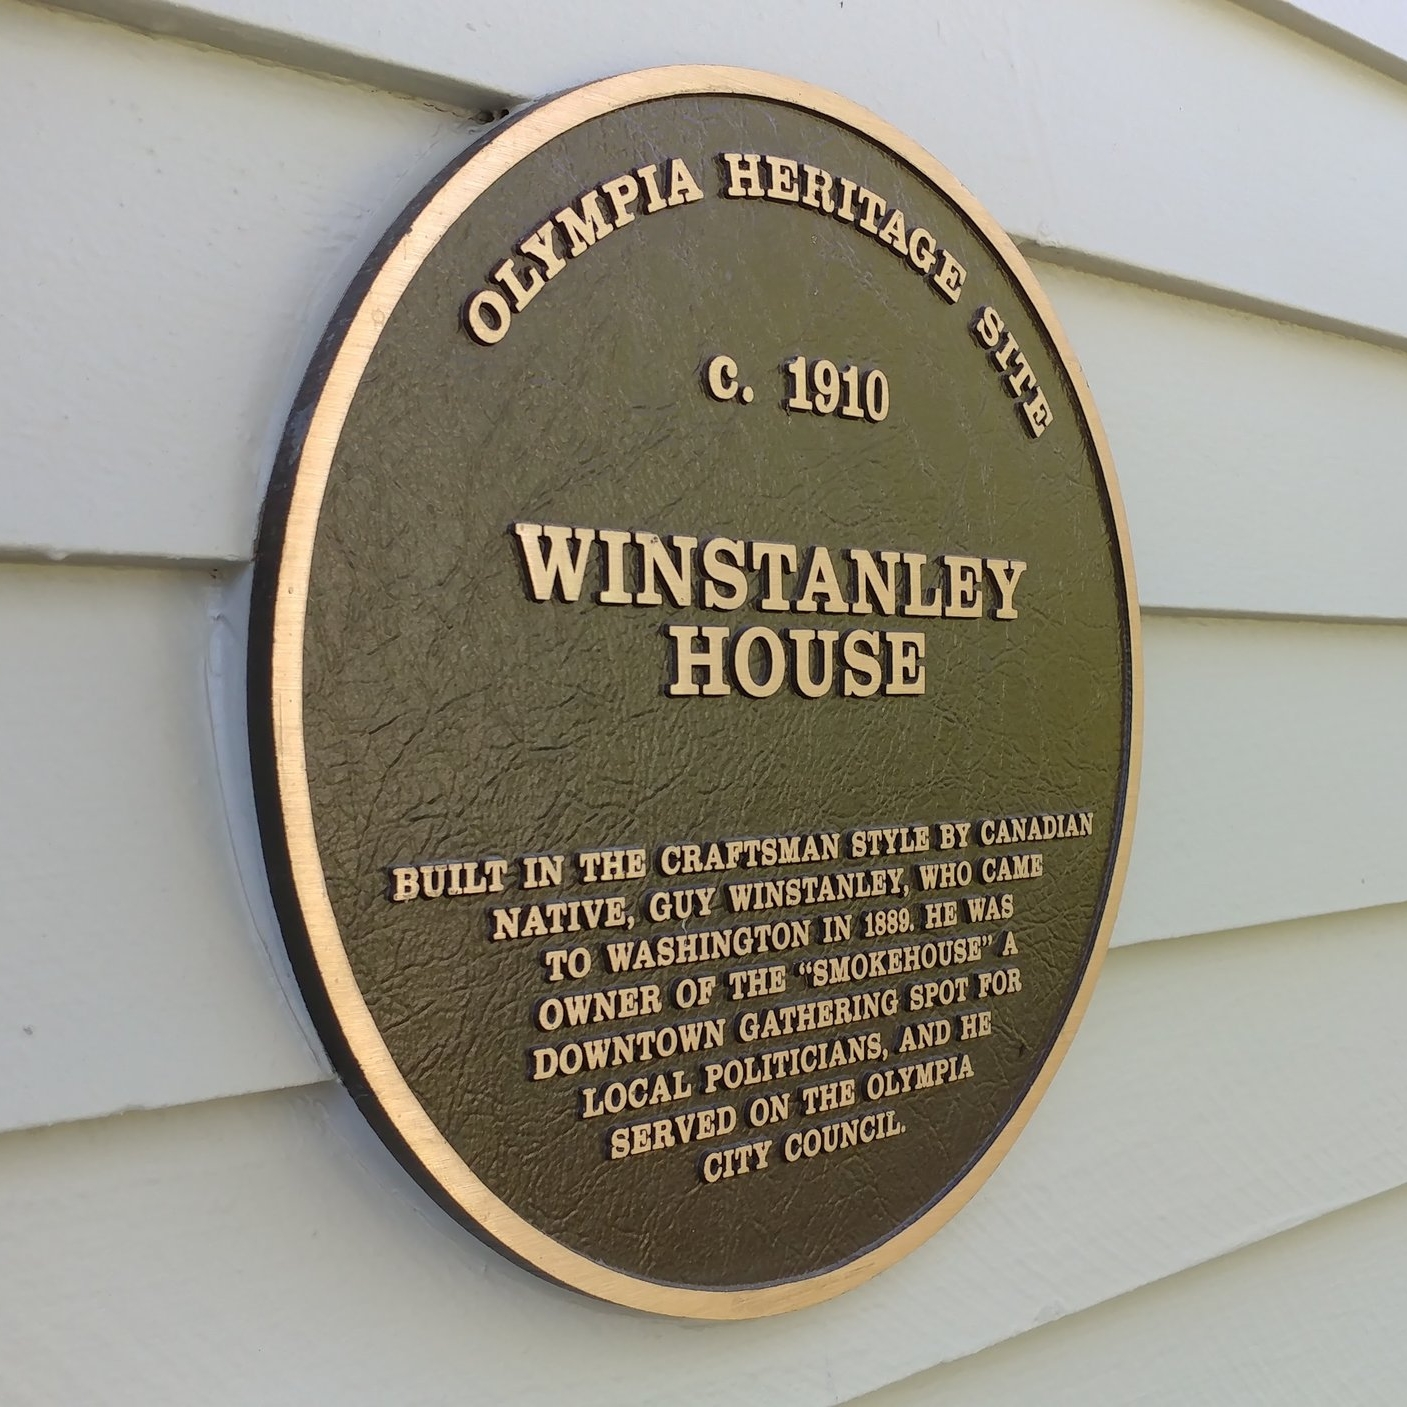 OLYMPIA HERITAGE SITE
c. 1910
WINSTANLEY
HOUSE
BUILT IN THE CRAFTSMAN STYLE BY CANADIAN
NATIVE, GUY WINSTANLEY, WHO CAME
TO WASHINGTON IN 1889. HE WAS
OWNER OF THE “SMOKEHOUSE” A
DOWNTOWN GATHERING SPOT FOR
LOCAL POLITICIANS, AND HE
SERVED ON THE OLYMPIA
CITY COUNCIL.